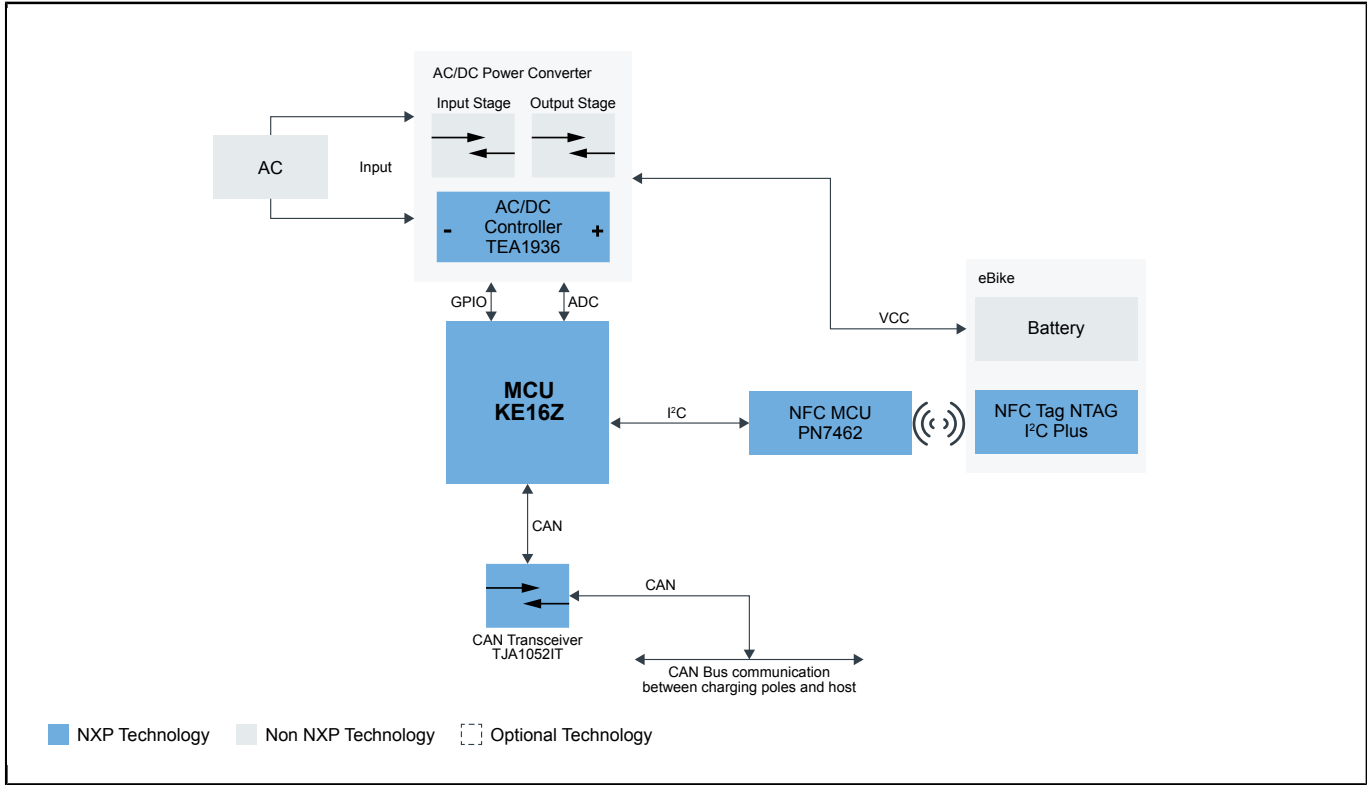 AC/DC Power Converter
Input Stage
Output Stage
AC
Input
AC/DC
Controller
TEA1936
-
+
GPIO
ADC
eBike
Battery
VCC
MCU
KE16Z
I²C
NFC MCU
PN7462
NFC Tag NTAG
I²C Plus
CAN
CAN
CAN Transceiver
TJA1052IT
CAN Bus communication
between charging poles and host
NXP Technology
Non NXP Technology
Optional Technology